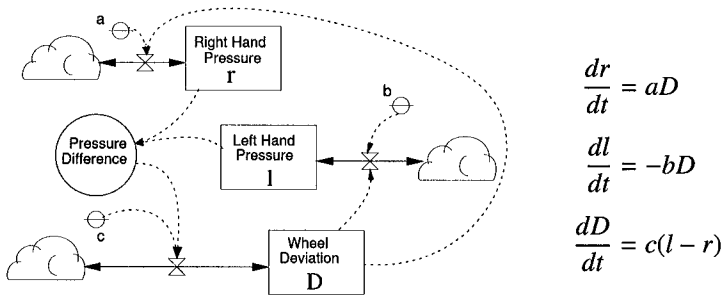 a
Right Hand
Pressure
r
b
Pressure
Difference
Left Hand
Pressure
l
c
Wheel
Deviation
D
dr/dt = aD
dl/dt = -bD
dD/dt = c(l - r)